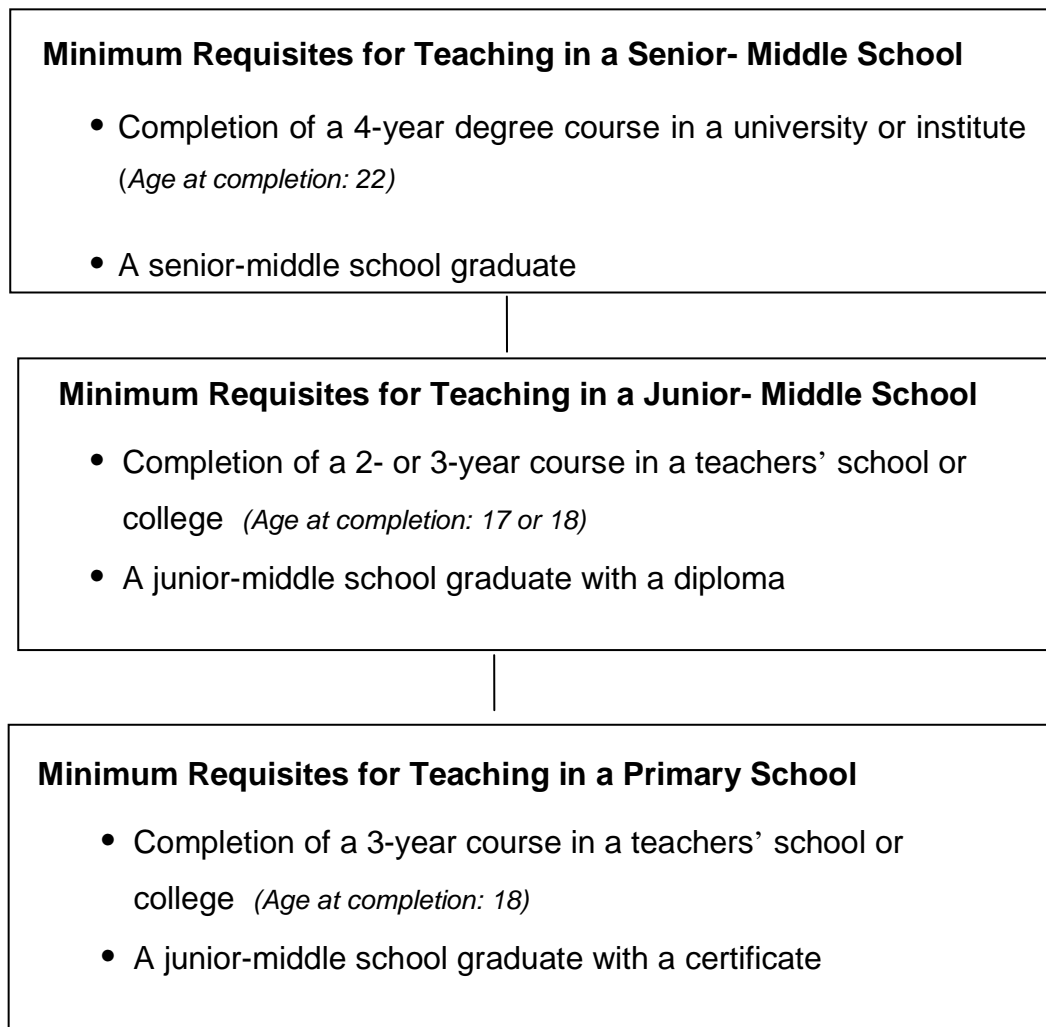 Minimum Requisites for Teaching in a Senior- Middle School
• Completion of a 4-year degree course in a university or institute
(Age at completion: 22)
• A senior-middle school graduate
Minimum Requisites for Teaching in a Junior- Middle School
• Completion of a 2- or 3-year course in a teachers’ school or
college (Age at completion: 17 or 18)
• A junior-middle school graduate with a diploma
Minimum Requisites for Teaching in a Primary School
• Completion of a 3-year course in a teachers’ school or
college (Age at completion: 18)
• A junior-middle school graduate with a certificate